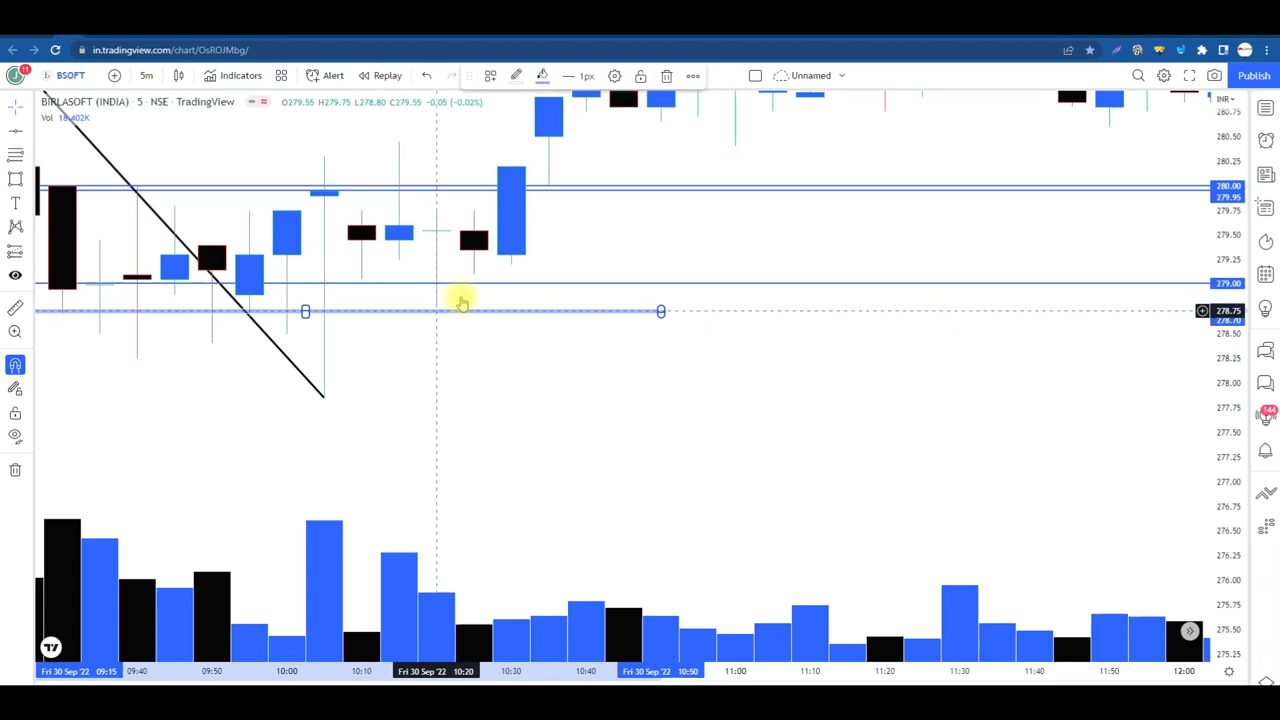 in.tradingview.com/chart/OsROJMbg/
11
BSOFT
5m
Indicators
Alert
Replay
1px
Unnamed
Publish
BIRLASOFT (INDIA) · 5 · NSE · TradingView
O279.55 H279.75 L278.80 C279.55 -0.05 (-0.02%)
INR
Vol 18.402K
280.75
280.50
280.25
280.00
279.95
279.75
279.50
279.25
279.00
278.75
278.70
278.50
278.25
278.00
277.75
277.50
277.25
277.00
276.75
276.50
276.25
276.00
275.75
275.50
275.25
144
Fri 30 Sep '22 09:15
09:40
09:50
10:00
10:10
Fri 30 Sep '22 10:20
10:30
10:40
Fri 30 Sep '22 10:50
11:00
11:10
11:20
11:30
11:40
11:50
12:00